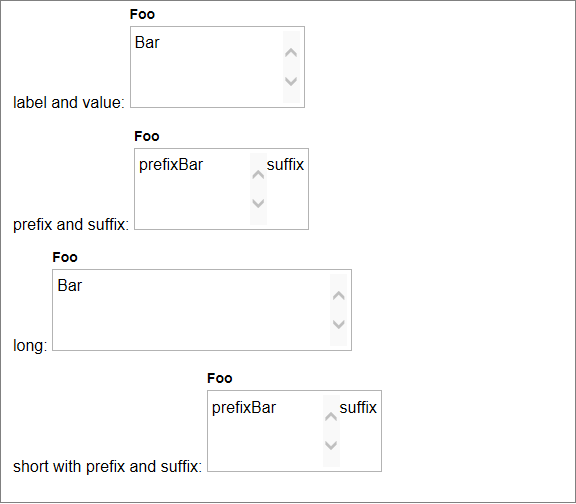 Foo
Bar
label and value:
Foo
prefixBar suffix
prefix and suffix:
Foo
Bar
long:
Foo
prefixBar suffix
short with prefix and suffix: